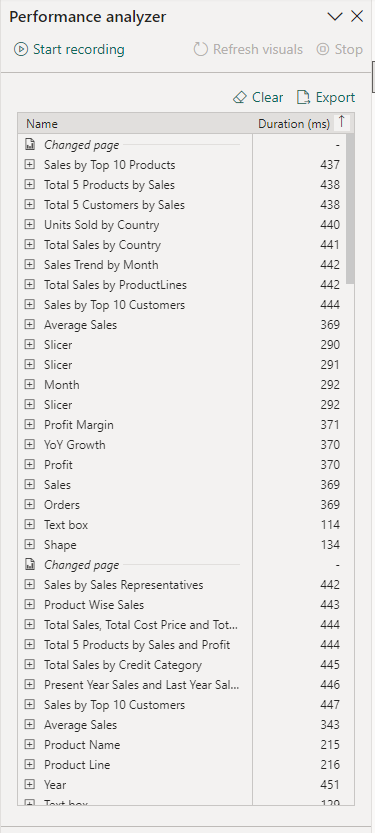 Performance analyzer
Start recording Refresh visuals Stop
Clear Export
Name Duration (ms)
Changed page -
Sales by Top 10 Products 437
Total 5 Products by Sales 438
Total 5 Customers by Sales 438
Units Sold by Country 440
Total Sales by Country 441
Sales Trend by Month 442
Total Sales by ProductLines 442
Sales by Top 10 Customers 444
Average Sales 369
Slicer 290
Slicer 291
Month 292
Slicer 292
Profit Margin 371
YoY Growth 370
Profit 370
Sales 369
Orders 369
Text box 114
Shape 134
Changed page -
Sales by Sales Representatives 442
Product Wise Sales 443
Total Sales, Total Cost Price and Tot... 444
Total 5 Products by Sales and Profit 444
Total Sales by Credit Category 445
Present Year Sales and Last Year Sal... 446
Sales by Top 10 Customers 447
Average Sales 343
Product Name 215
Product Line 216
Year 451
Text box 129